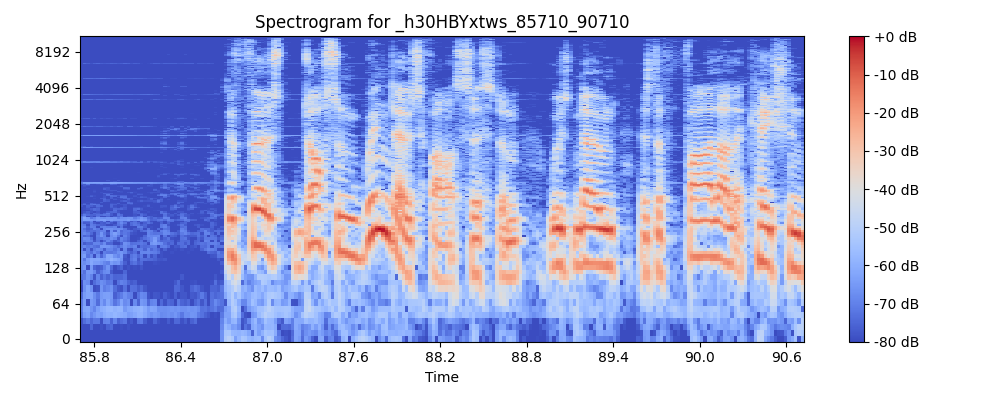 Spectrogram for _h30HBYxtws_85710_90710
Hz
8192
4096
2048
1024
512
256
128
64
0
85.8 86.4 87.0 87.6 88.2 88.8 89.4 90.0 90.6
Time
+0 dB
-10 dB
-20 dB
-30 dB
-40 dB
-50 dB
-60 dB
-70 dB
-80 dB